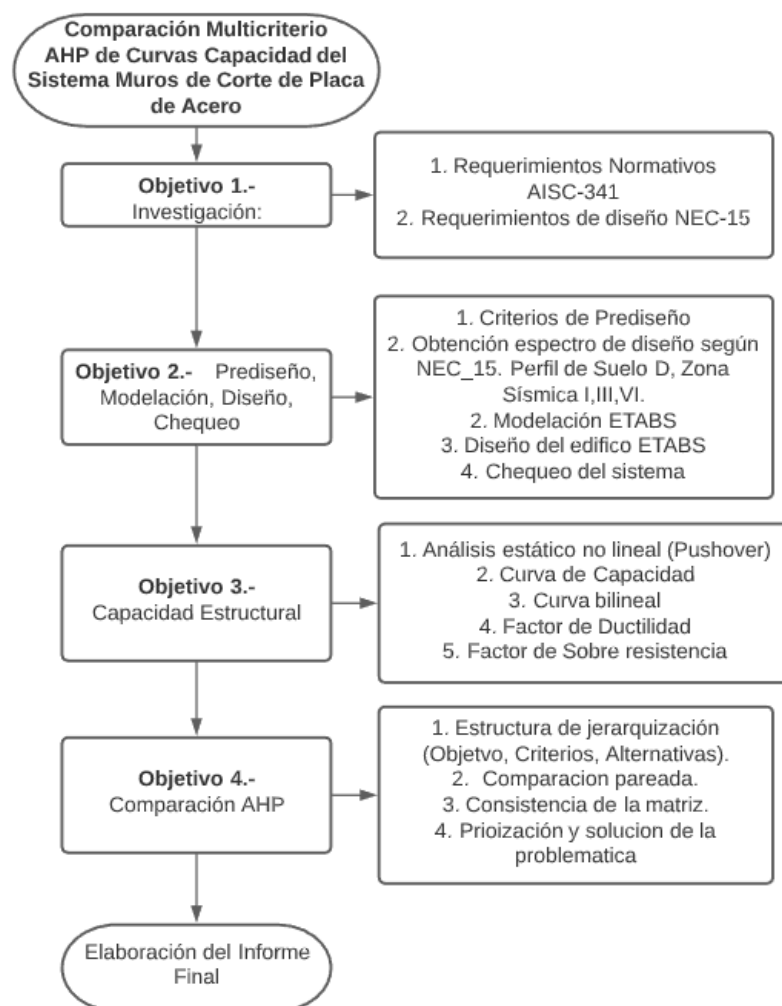 Comparación Multicriterio
AHP de Curvas Capacidad del
Sistema Muros de Corte de Placa
de Acero
Objetivo 1.-
Investigación:
1. Requerimientos Normativos
AISC-341
2. Requerimientos de diseño NEC-15
Objetivo 2.- Prediseño,
Modelación, Diseño,
Chequeo
1. Criterios de Prediseño
2. Obtención espectro de diseño según
NEC_15. Perfil de Suelo D, Zona
Sísmica I,III,VI.
2. Modelación ETABS
3. Diseño del edifico ETABS
4. Chequeo del sistema
Objetivo 3.-
Capacidad Estructural
1. Análisis estático no lineal (Pushover)
2. Curva de Capacidad
3. Curva bilineal
4. Factor de Ductilidad
5. Factor de Sobre resistencia
Objetivo 4.-
Comparación AHP
1. Estructura de jerarquización
(Objetvo, Criterios, Alternativas).
2. Comparacion pareada.
3. Consistencia de la matriz.
4. Prioización y solucion de la
problematica
Elaboración del Informe
Final